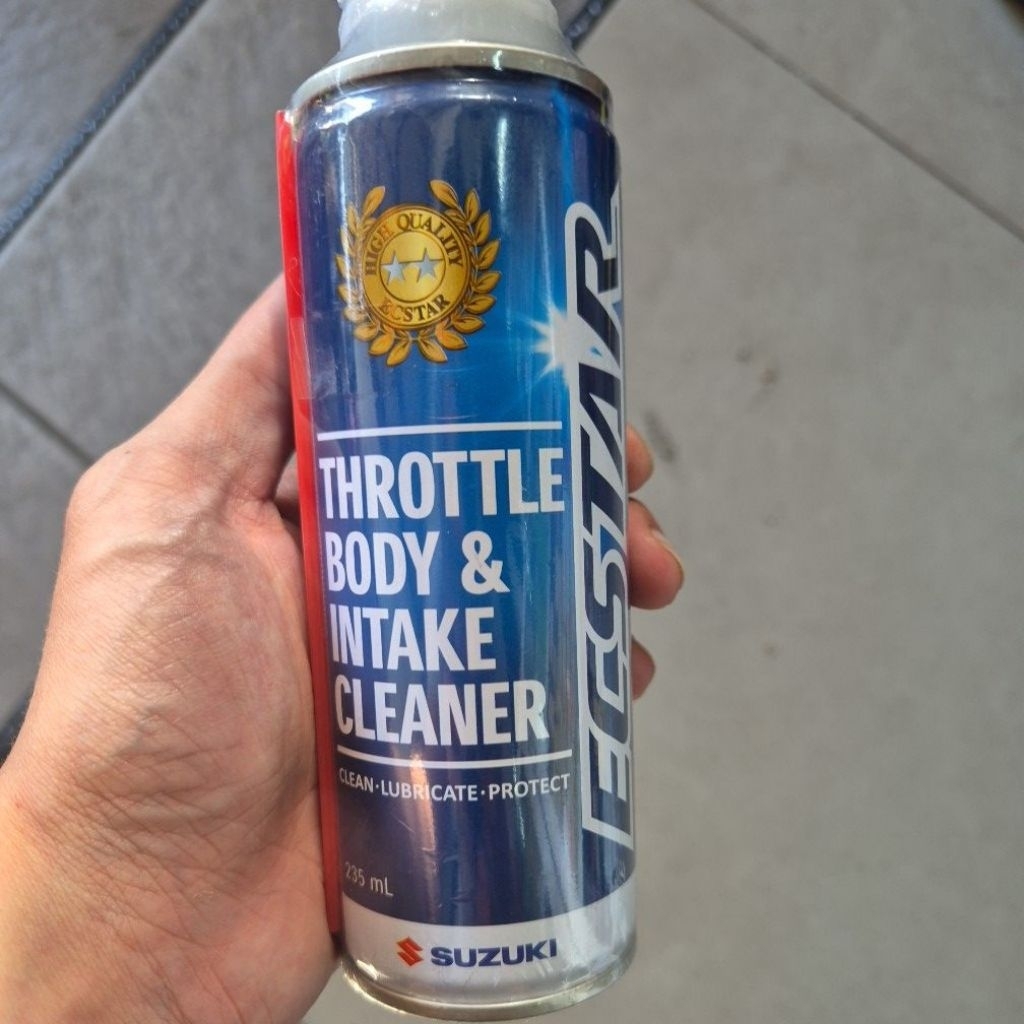 HIGH QUALITY
ECSTAR
ECSTAR
THROTTLE
BODY &
INTAKE
CLEANER
CLEAN·LUBRICATE·PROTECT
235 mL
SUZUKI